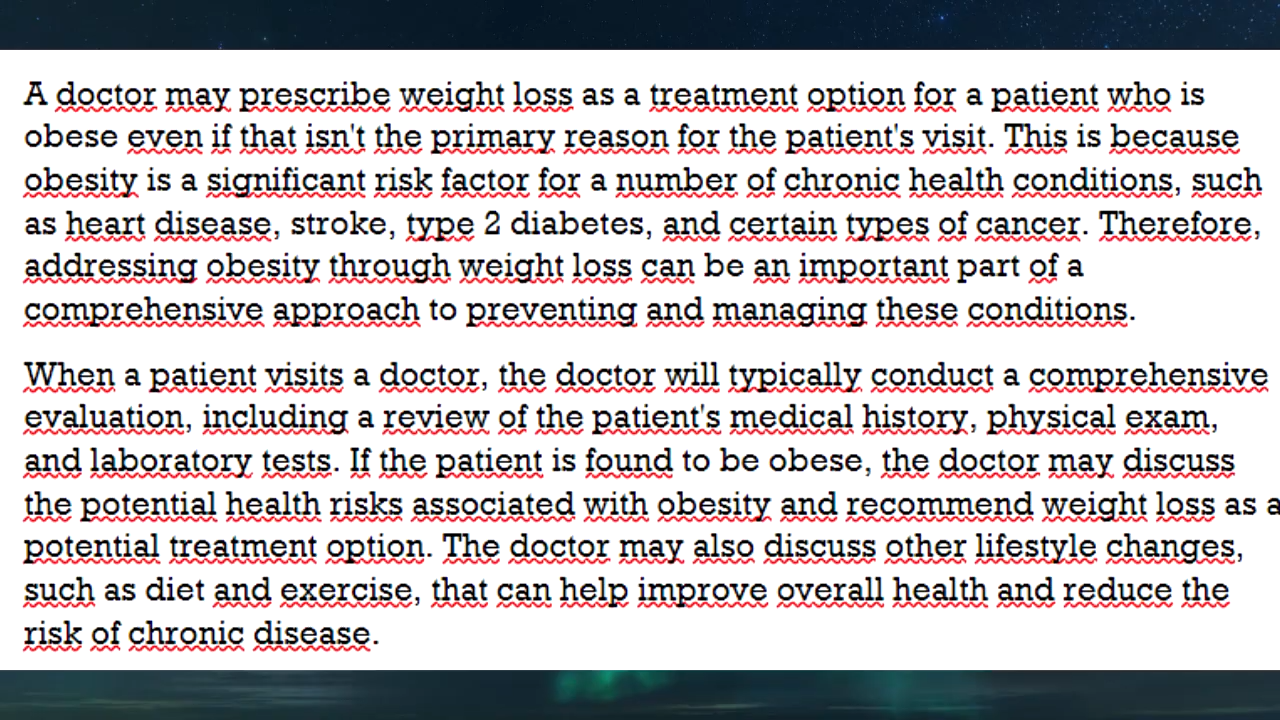 A doctor may prescribe weight loss as a treatment option for a patient who is
obese even if that isn't the primary reason for the patient's visit. This is because
obesity is a significant risk factor for a number of chronic health conditions, such
as heart disease, stroke, type 2 diabetes, and certain types of cancer. Therefore,
addressing obesity through weight loss can be an important part of a
comprehensive approach to preventing and managing these conditions.
When a patient visits a doctor, the doctor will typically conduct a comprehensive
evaluation, including a review of the patient's medical history, physical exam,
and laboratory tests. If the patient is found to be obese, the doctor may discuss
the potential health risks associated with obesity and recommend weight loss as a
potential treatment option. The doctor may also discuss other lifestyle changes,
such as diet and exercise, that can help improve overall health and reduce the
risk of chronic disease.